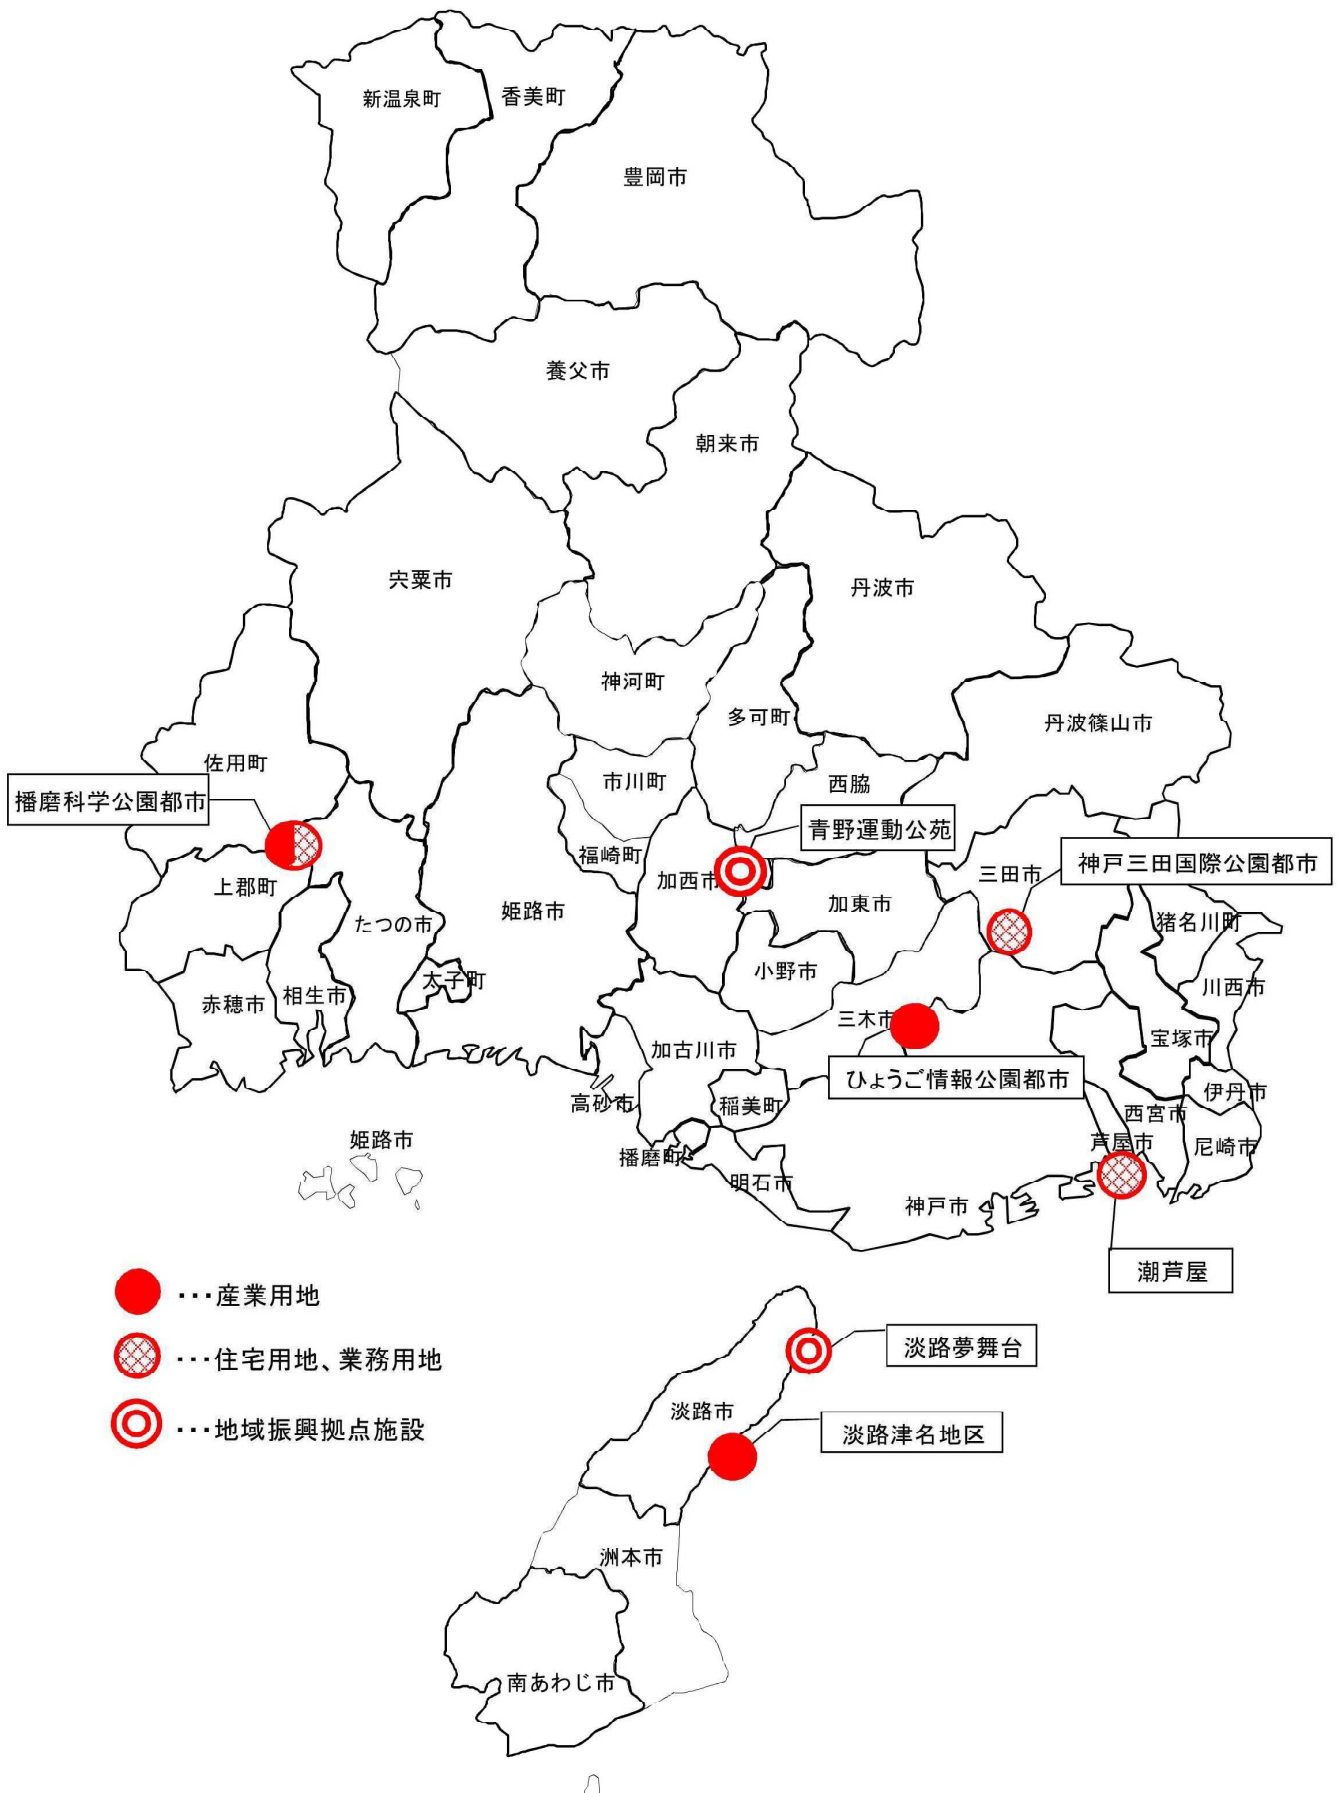 新温泉町
香美町
豊岡市
養父市
朝来市
宍粟市
丹波市
神河町
多可町
丹波篠山市
佐用町
市川町
西脇
播磨科学公園都市
青野運動公苑
福崎町
加西市
三田市
神戸三田国際公園都市
上郡町
姫路市
加東市
たつの市
猪名川町
太子町
小野市
川西市
赤穂市
相生市
三木市
宝塚市
加古川市
ひょうご情報公園都市
伊丹市
高砂市
稲美町
西宮市
姫路市
芦屋市
尼崎市
播磨町
明石市
神戸市
潮芦屋
・・・産業用地
・・・住宅用地、業務用地
・・・地域振興拠点施設
淡路夢舞台
淡路市
淡路津名地区
洲本市
南あわじ市